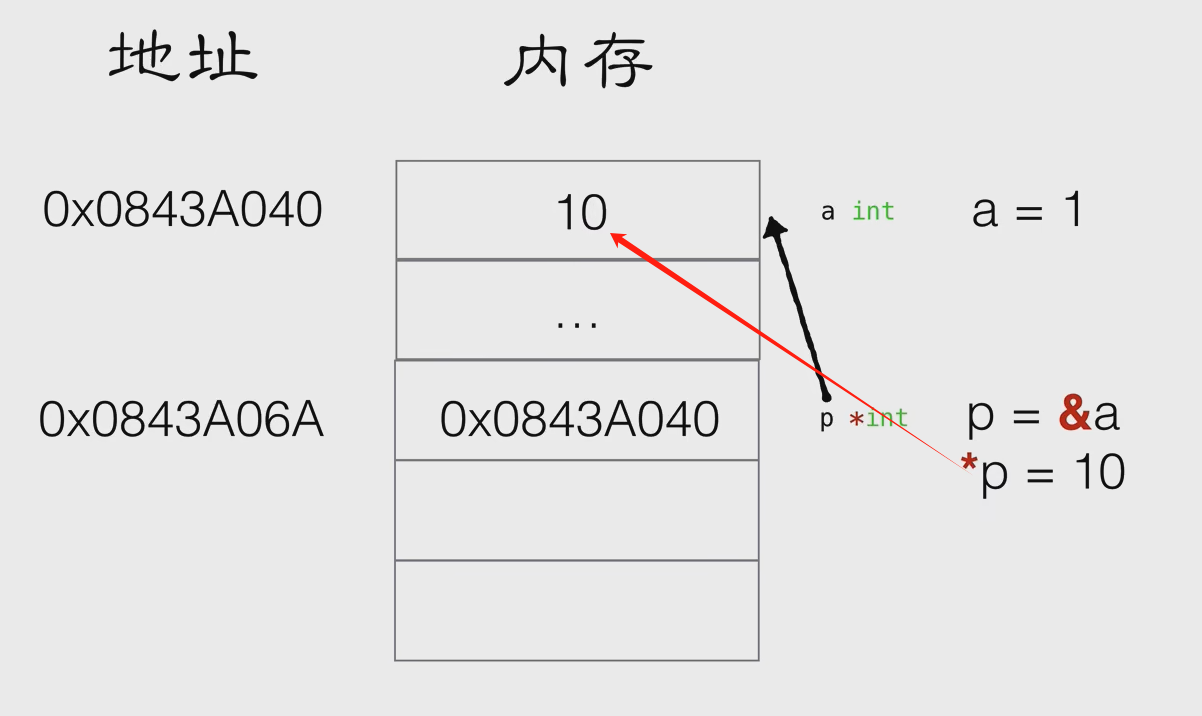 地址 内存
0x0843A040 10 a int a = 1
...
0x0843A06A 0x0843A040 p *int p = &a
*p = 10